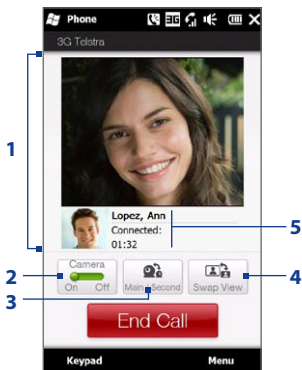 Phone
3G Telstra
1
Lopez, Ann
Connected:
01:32
5
2
Camera
On Off
Main / Second
Swap View
4
3
End Call
Keypad Menu